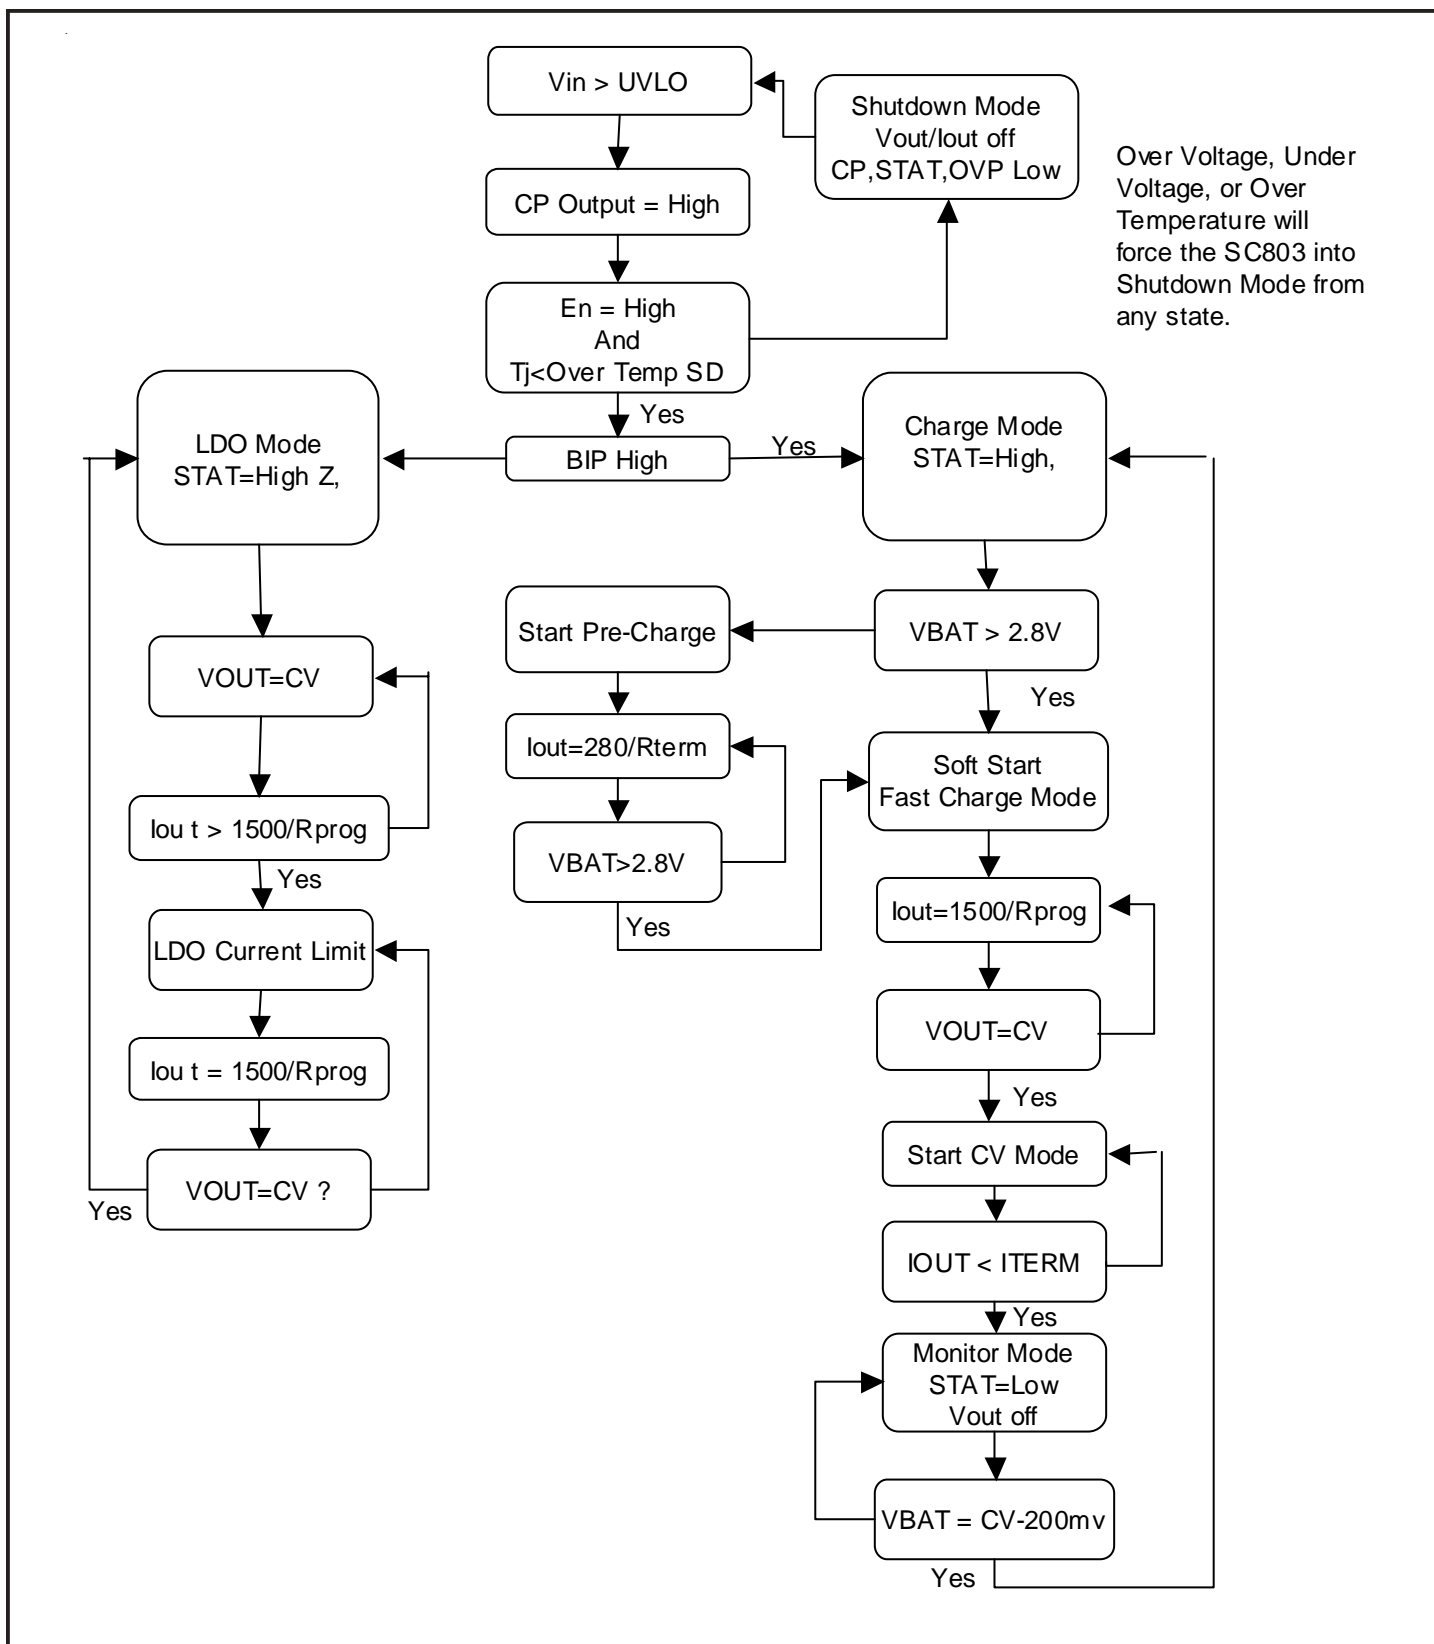 Vin > UVLO
Shutdown Mode
Vout/Iout off
CP,STAT,OVP Low
Over Voltage, Under
Voltage, or Over
Temperature will
force the SC803 into
Shutdown Mode from
any state.
CP Output = High
En = High
And
Tj<Over Temp SD
Yes
BIP High
Yes
LDO Mode
STAT=High Z,
Charge Mode
STAT=High,
VOUT=CV
Iou t > 1500/Rprog
Yes
LDO Current Limit
Iou t = 1500/Rprog
VOUT=CV ?
Yes
VBAT > 2.8V
Yes
Start Pre-Charge
Iout=280/Rterm
VBAT>2.8V
Yes
Soft Start
Fast Charge Mode
Iout=1500/Rprog
VOUT=CV
Yes
Start CV Mode
IOUT < ITERM
Yes
Monitor Mode
STAT=Low
Vout off
VBAT = CV-200mv
Yes